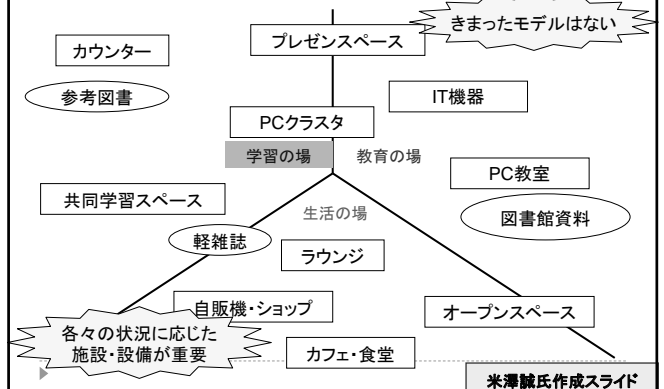 きまったモデルはない
プレゼンスペース
カウンター
参考図書
IT機器
PCクラスタ
学習の場
教育の場
PC教室
共同学習スペース
図書館資料
生活の場
軽雑誌
ラウンジ
自販機・ショップ
オープンスペース
各々の状況に応じた
施設・設備が重要
カフェ・食堂
米澤誠氏作成スライド